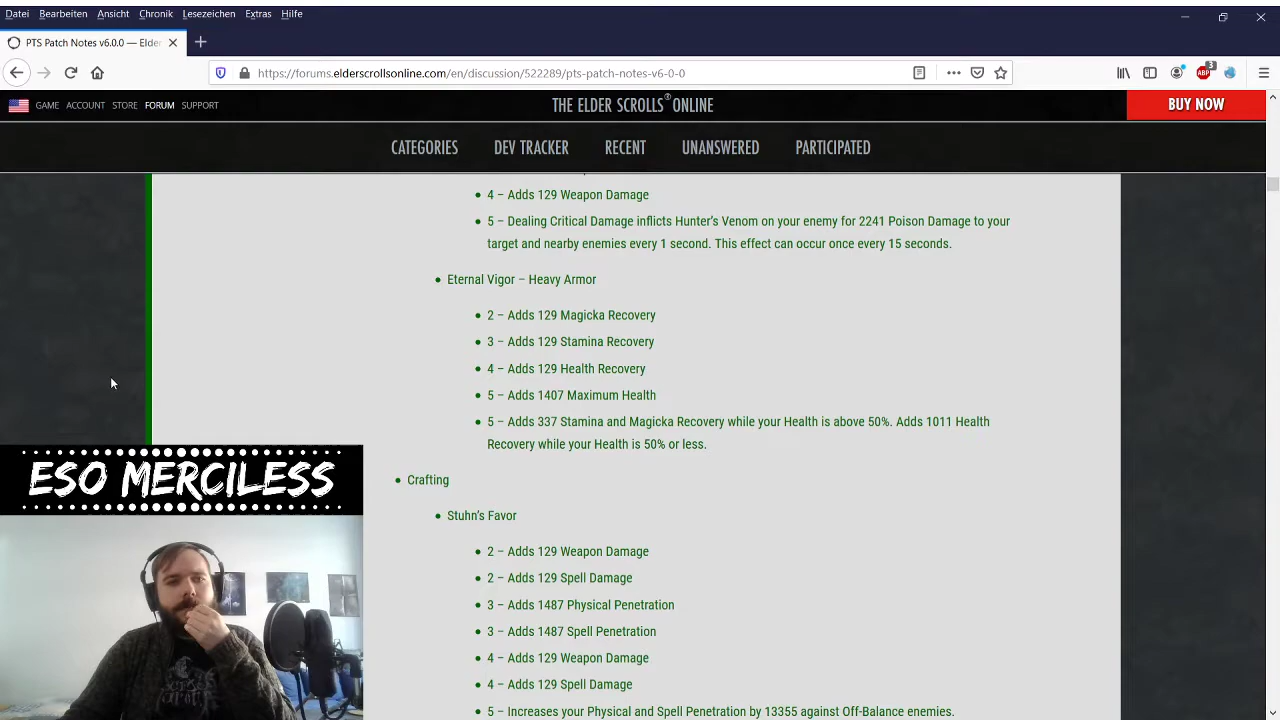 Datei Bearbeiten Ansicht Chronik Lesezeichen Extras Hilfe
PTS Patch Notes v6.0.0 — Elder
https://forums.elderscrollsonline.com/en/discussion/522289/pts-patch-notes-v6-0-0
ABP 3
GAME ACCOUNT STORE FORUM SUPPORT
THE ELDER SCROLLS® ONLINE
BUY NOW
CATEGORIES DEV TRACKER RECENT UNANSWERED PARTICIPATED
• 4 – Adds 129 Weapon Damage
• 5 – Dealing Critical Damage inflicts Hunter's Venom on your enemy for 2241 Poison Damage to your
target and nearby enemies every 1 second. This effect can occur once every 15 seconds.
• Eternal Vigor – Heavy Armor
• 2 – Adds 129 Magicka Recovery
• 3 – Adds 129 Stamina Recovery
• 4 – Adds 129 Health Recovery
• 5 – Adds 1407 Maximum Health
• 5 – Adds 337 Stamina and Magicka Recovery while your Health is above 50%. Adds 1011 Health
Recovery while your Health is 50% or less.
• Crafting
• Stuhn's Favor
• 2 – Adds 129 Weapon Damage
• 2 – Adds 129 Spell Damage
• 3 – Adds 1487 Physical Penetration
• 3 – Adds 1487 Spell Penetration
• 4 – Adds 129 Weapon Damage
• 4 – Adds 129 Spell Damage
• 5 – Increases your Physical and Spell Penetration by 13355 against Off-Balance enemies.
ESO MERCILESS